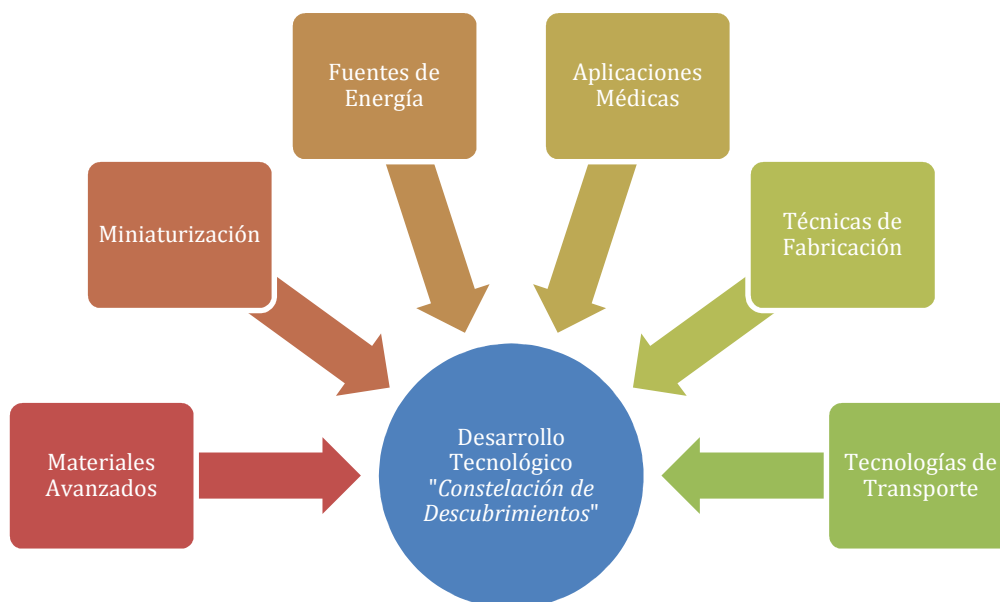 Fuentes de
Energía
Aplicaciones
Médicas
Miniaturización
Técnicas de
Fabricación
Materiales
Avanzados
Desarrollo
Tecnológico
"Constelación de
Descubrimientos"
Tecnologías de
Transporte